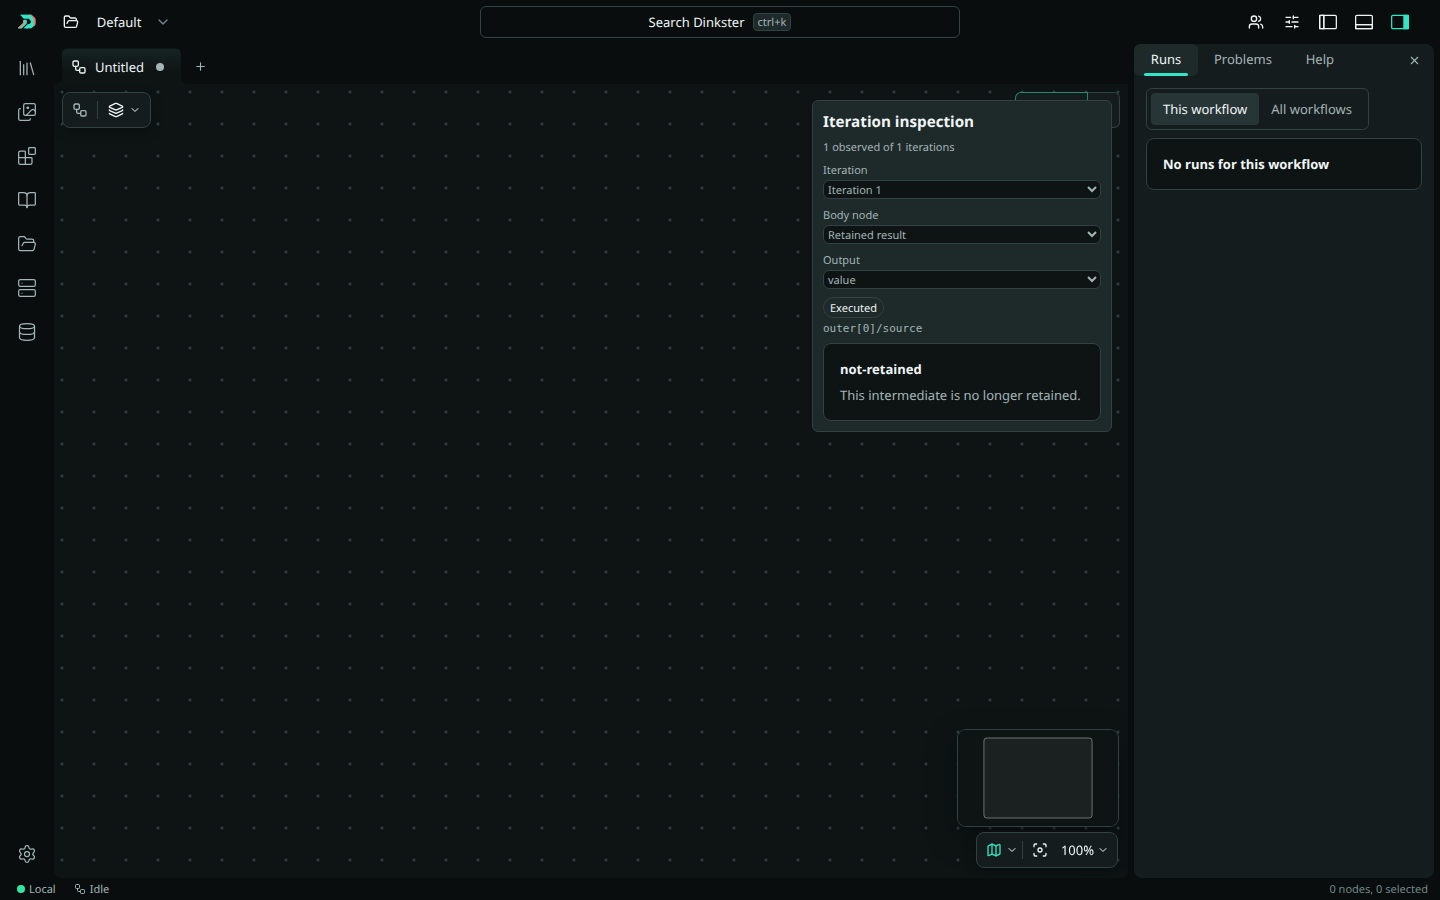 Default
Search Dinkster ctrl+k
Untitled
Runs Problems Help
This workflow All workflows
No runs for this workflow
Iteration inspection
1 observed of 1 iterations
Iteration
Iteration 1
Body node
Retained result
Output
value
Executed
outer[0]/source
not-retained
This intermediate is no longer retained.
100%
Local Idle
0 nodes, 0 selected